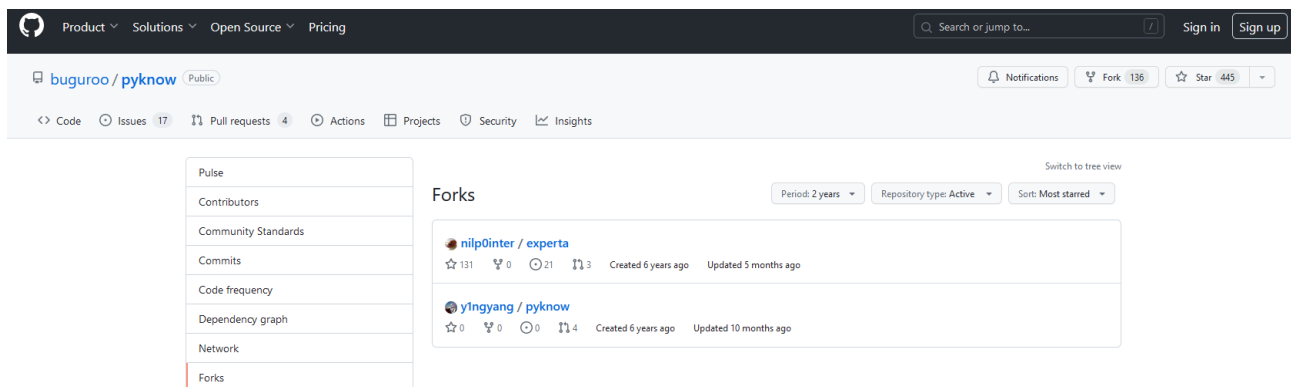 Product Solutions Open Source Pricing Search or jump to... / Sign in Sign up
buguroo / pyknow Public Notifications Fork 136 Star 445
Code Issues 17 Pull requests 4 Actions Projects Security Insights
Switch to tree view
Pulse
Contributors
Community Standards
Commits
Code frequency
Dependency graph
Network
Forks
Forks Period: 2 years Repository type: Active Sort: Most starred
nilp0inter / experta
131 0 21 3 Created 6 years ago Updated 5 months ago
y1ngyang / pyknow
0 0 0 4 Created 6 years ago Updated 10 months ago